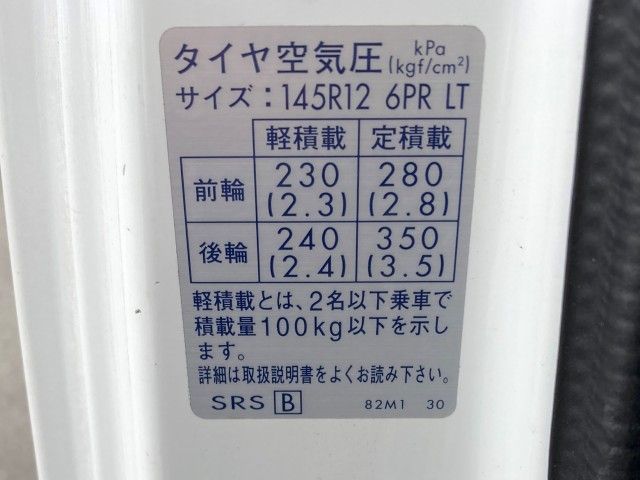 タイヤ空気圧 kPa (kgf/cm²)
サイズ：145R12 6PR LT
軽積載 定積載
前輪 230 (2.3) 280 (2.8)
後輪 240 (2.4) 350 (3.5)
軽積載とは、2名以下乗車で
積載量100kg以下を示し
ます。
詳細は取扱説明書をよくお読み下さい。
SRS B 82M1 30